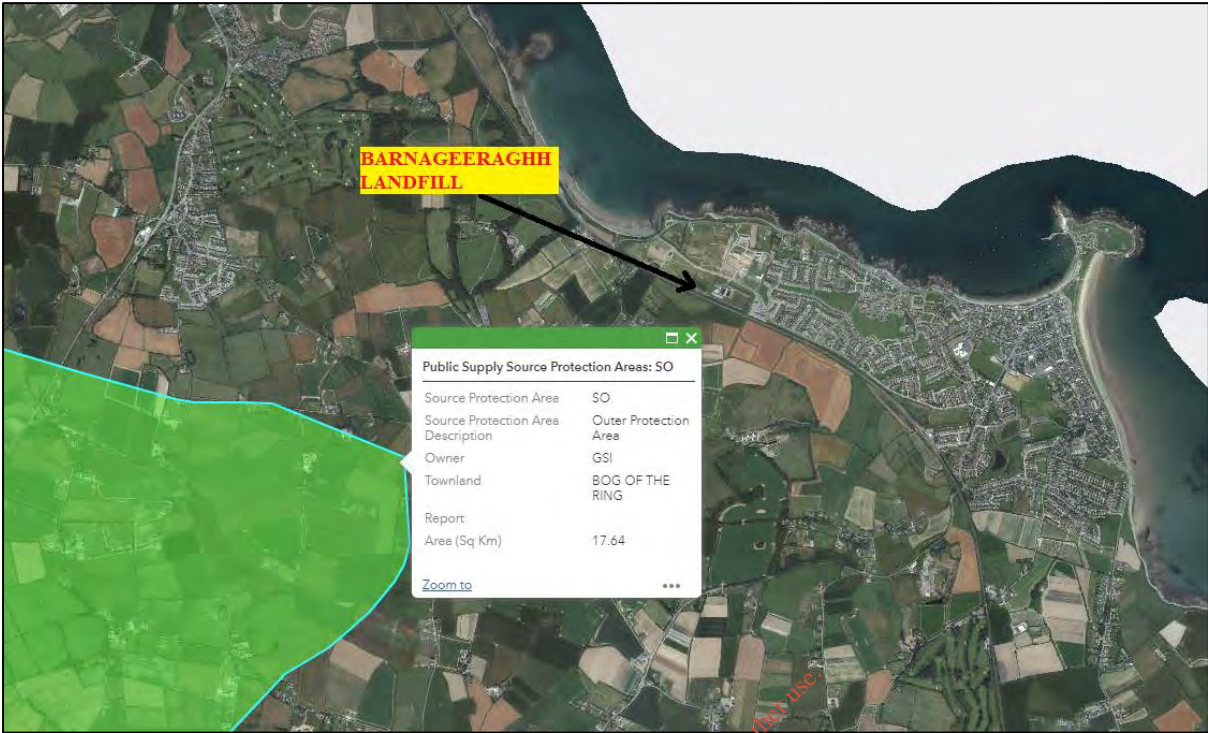 BARNAGEERAGHH
LANDFILL
Public Supply Source Protection Areas: SO
Source Protection Area SO
Source Protection Area Description Outer Protection Area
Owner GSI
Townland BOG OF THE RING
Report
Area (Sq Km) 17.64
Zoom to
use.